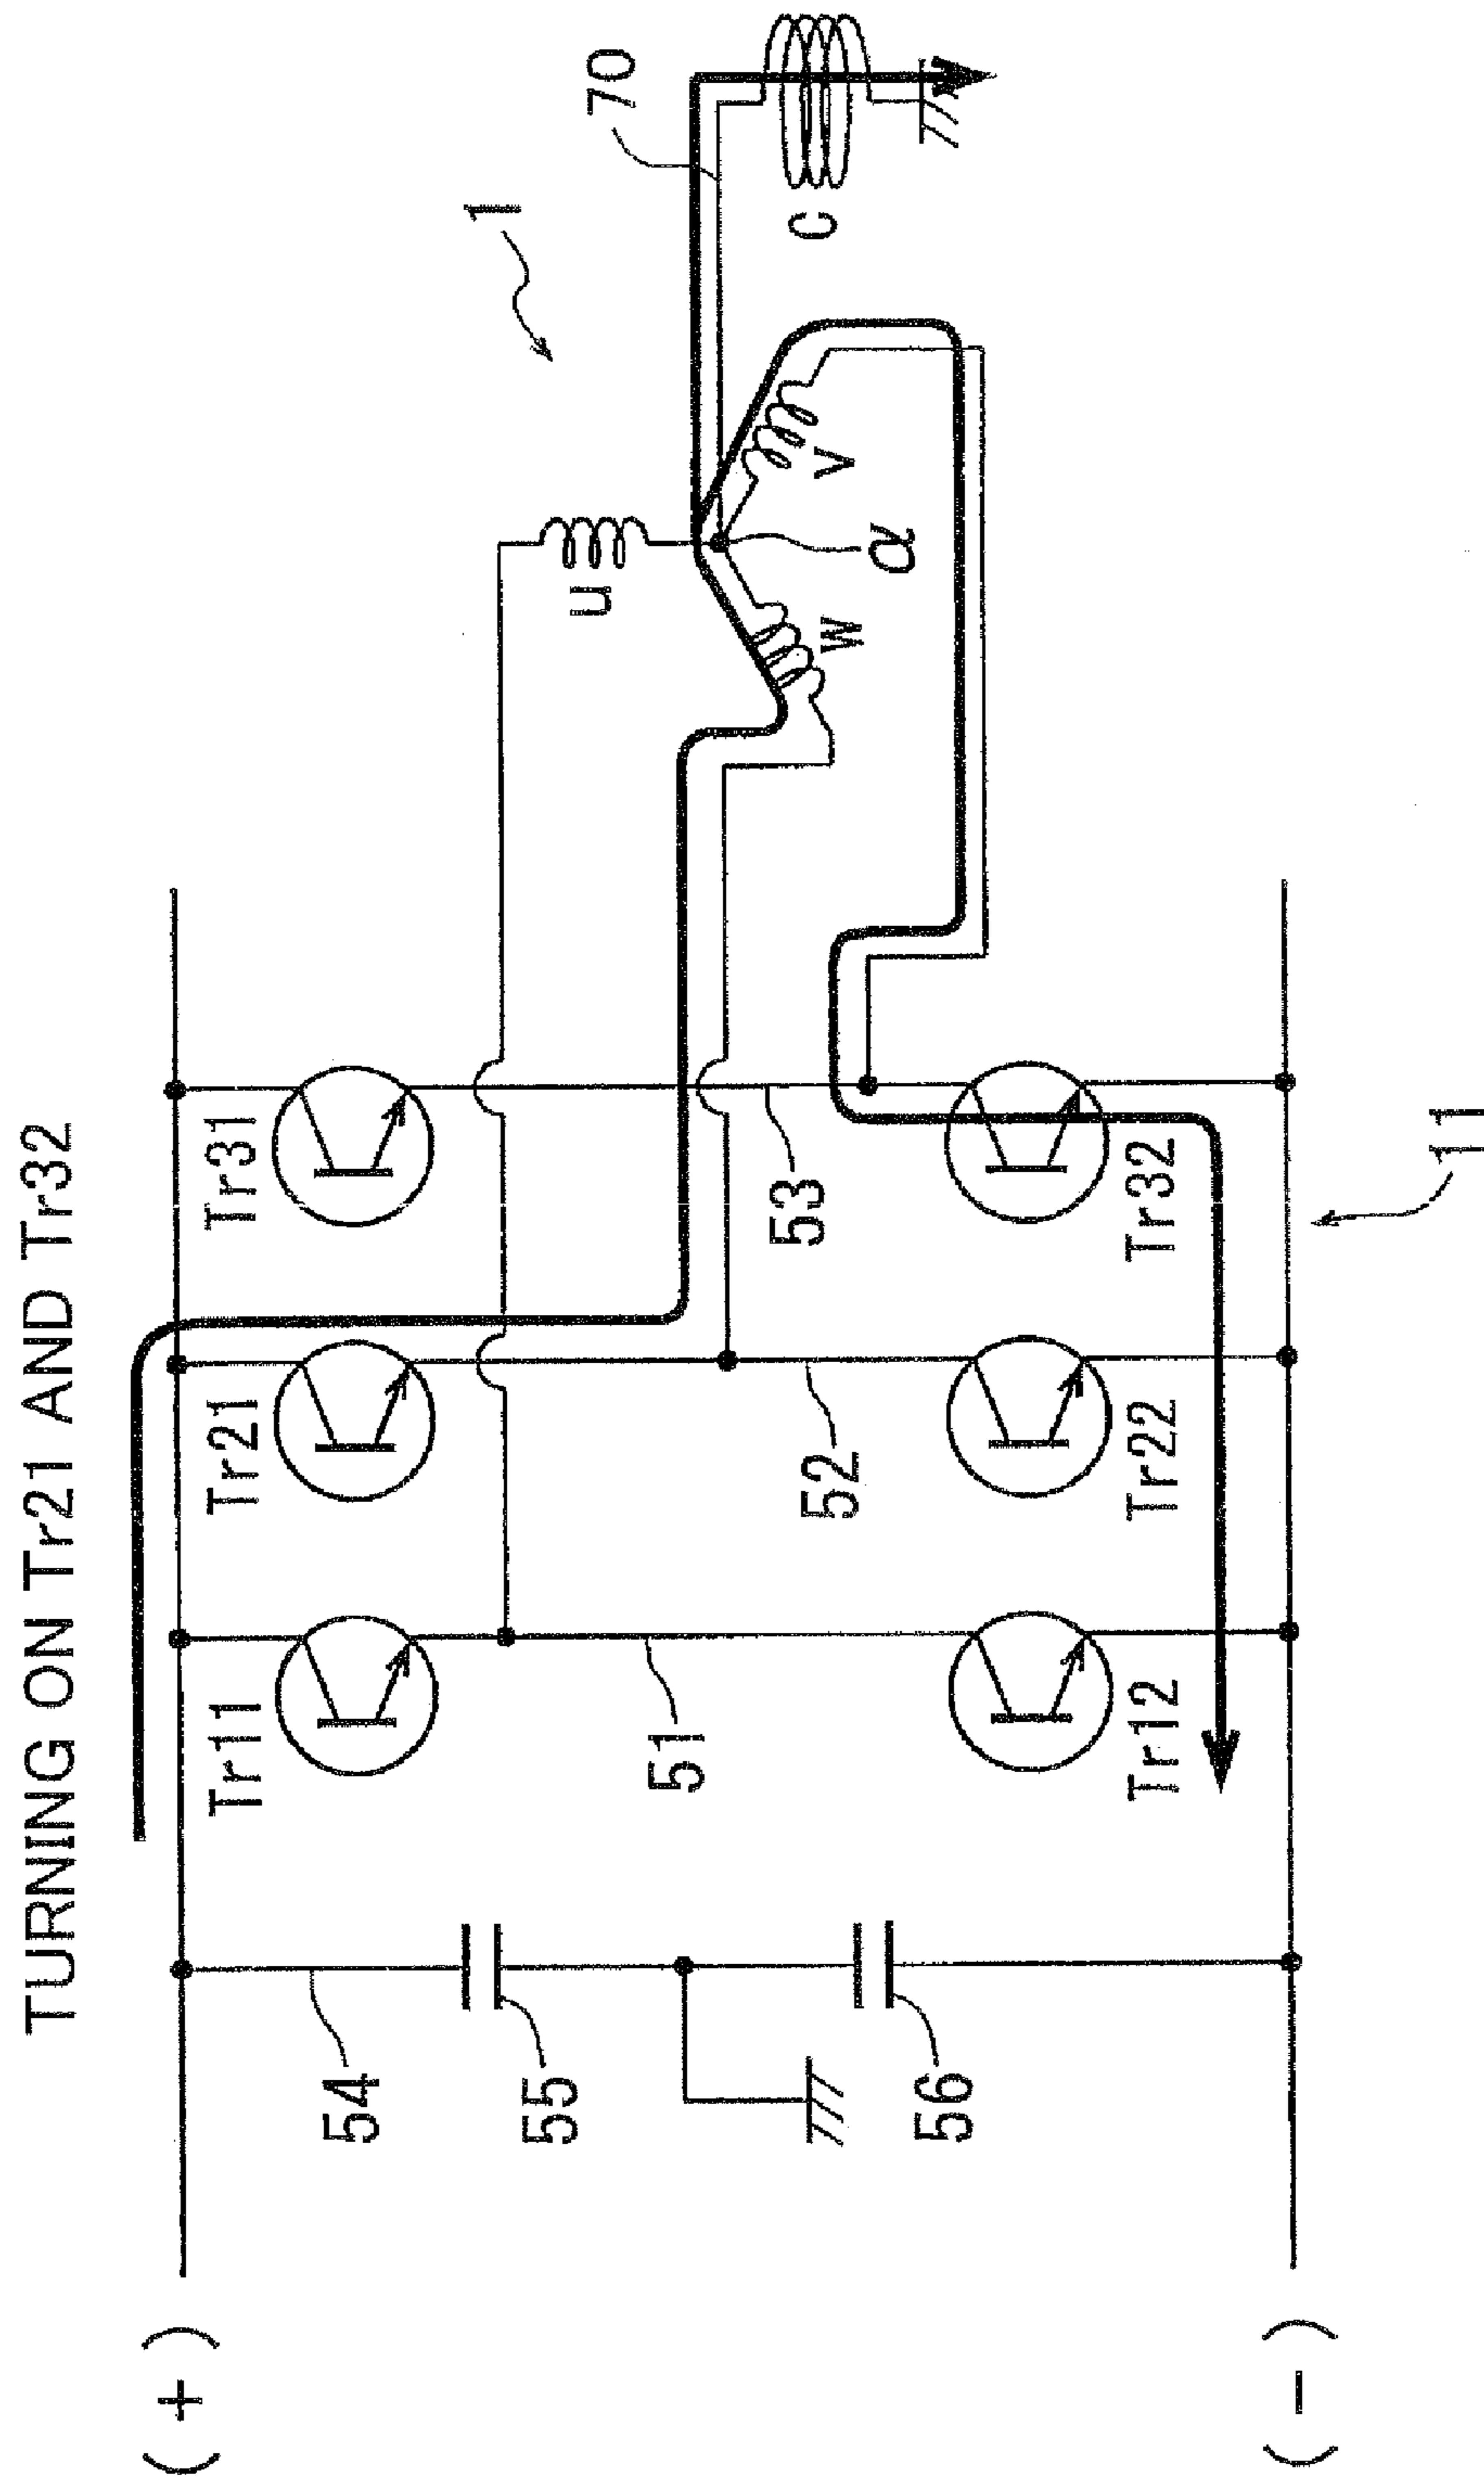 TURNING ON Tr21 AND Tr32
( + )
( - )
54
55
56
Tr11
Tr21
Tr31
51
52
53
Tr12
Tr22
Tr32
11
u
w
v
α
1
70
C